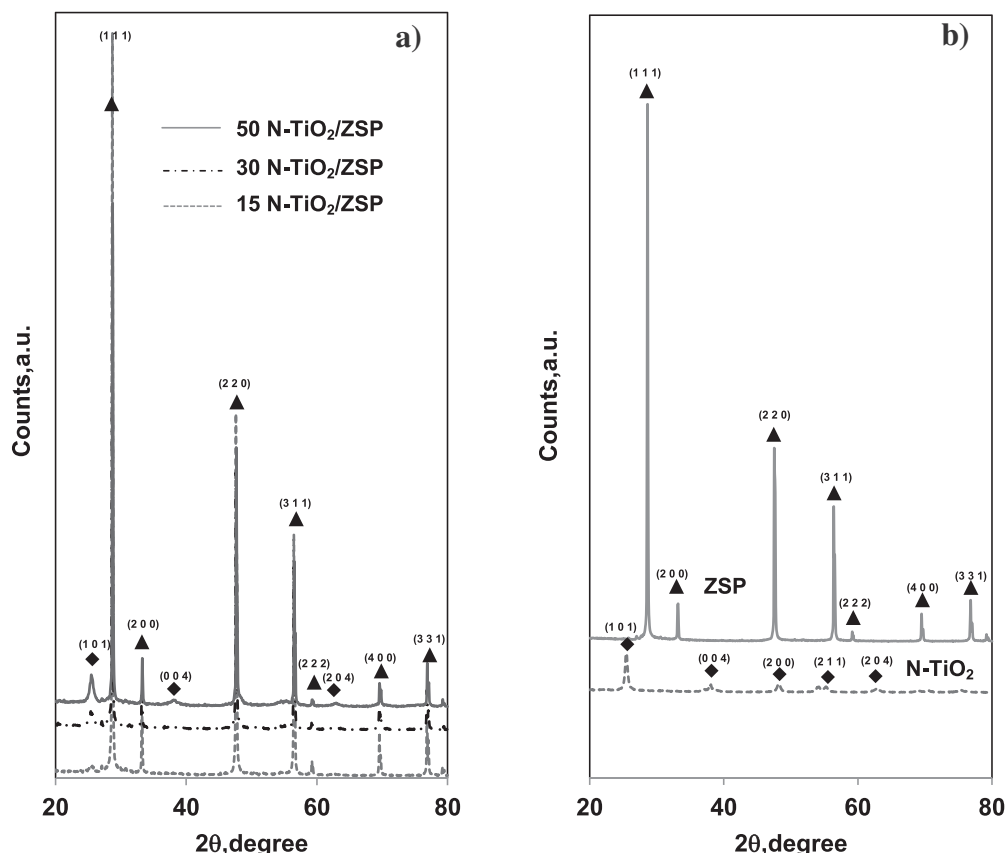 a)
(1 1 1)
50 N-TiO₂/ZSP
30 N-TiO₂/ZSP
15 N-TiO₂/ZSP
(2 2 0)
(3 1 1)
(1 0 1)
(2 0 0)
(0 0 4)
(2 2 2)
(2 0 4)
(4 0 0)
(3 3 1)
Counts,a.u.
20
40
60
80
2θ,degree
b)
(1 1 1)
(2 2 0)
(3 1 1)
(2 0 0)
ZSP
(2 2 2)
(4 0 0)
(3 3 1)
(1 0 1)
(0 0 4)
(2 0 0)
(2 1 1)
(2 0 4)
N-TiO₂
Counts,a.u.
20
40
60
80
2θ,degree